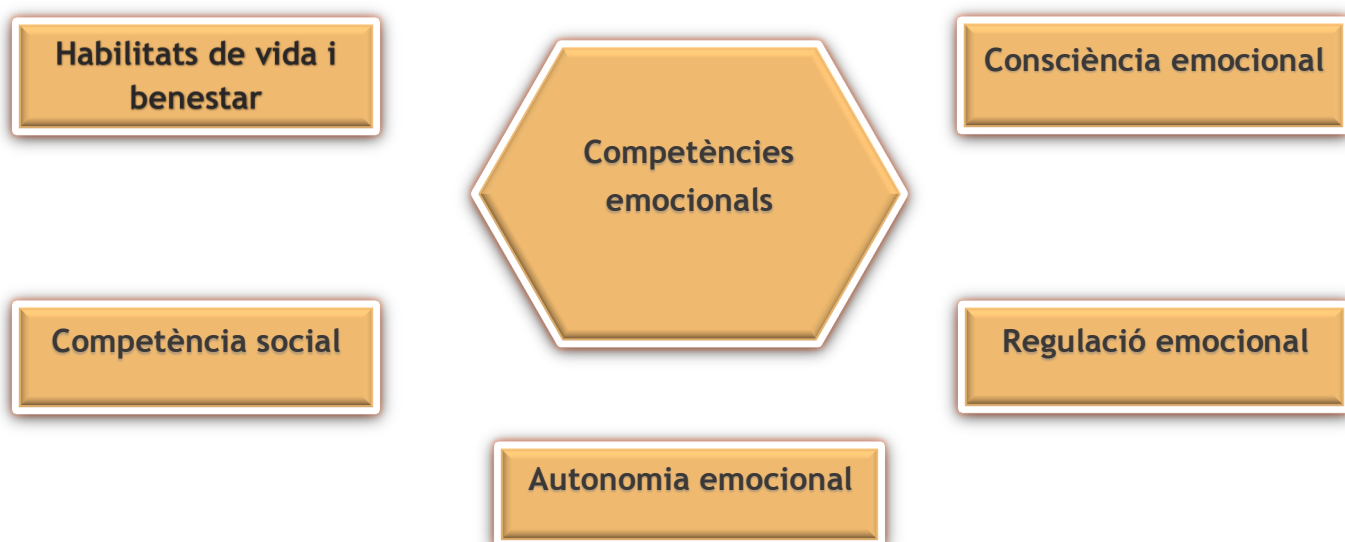 Habilitats de vida i
benestar
Consciència emocional
Competències
emocionals
Competència social
Regulació emocional
Autonomia emocional